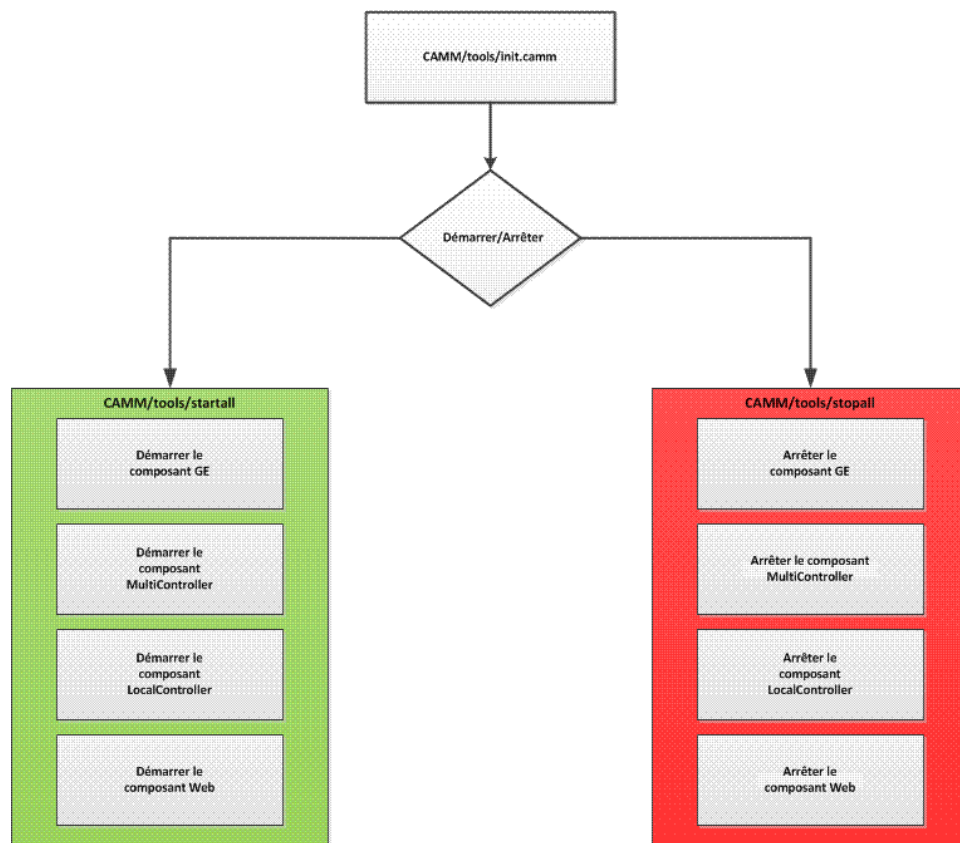 CAMM/tools/init.camm
Démarrer/Arrêter
CAMM/tools/startall
Démarrer le
composant GE
Démarrer le
composant
MultiController
Démarrer le
composant
LocalController
Démarrer le
composant Web
CAMM/tools/stopall
Arrêter le
composant GE
Arrêter le composant
MultiController
Arrêter le
composant
LocalController
Arrêter le
composant Web